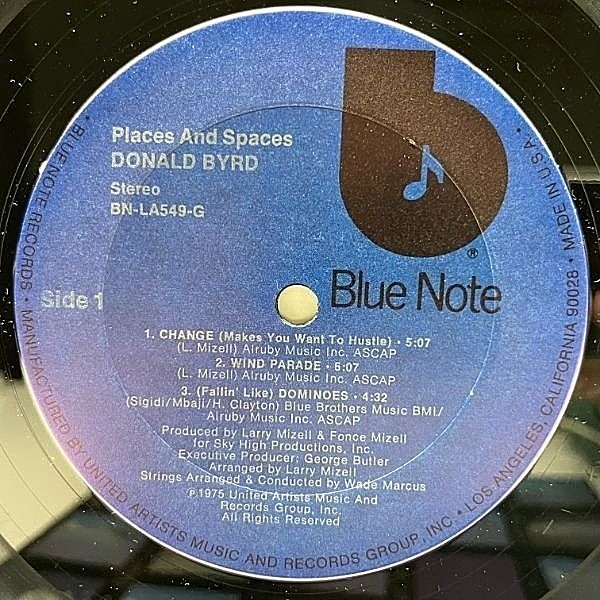 Places And Spaces
DONALD BYRD
Stereo
BN-LA549-G
Side 1
b
®
Blue Note
1. CHANGE (Makes You Want To Hustle) • 5:07
(L. Mizell) Alruby Music Inc. ASCAP
2. WIND PARADE • 6:07
(L. Mizell) Alruby Music Inc. ASCAP
3. (Fallin' Like) DOMINOES • 4:32
(Sigidi/Mbaji/H. Clayton) Blue Brothers Music BMI/
Alruby Music Inc. ASCAP
Produced by Larry Mizell & Fonce Mizell
for Sky High Productions, Inc.
Executive Producer: George Butler
Arranged by Larry Mizell
Strings Arranged & Conducted by Wade Marcus
℗1975 United Artists Music And
Records Group, Inc.
All Rights Reserved
• BLUE NOTE RECORDS • MANUFACTURED BY UNITED ARTISTS MUSIC AND RECORDS GROUP, INC • LOS ANGELES, CALIFORNIA 90028 • MADE IN U.S.A. •